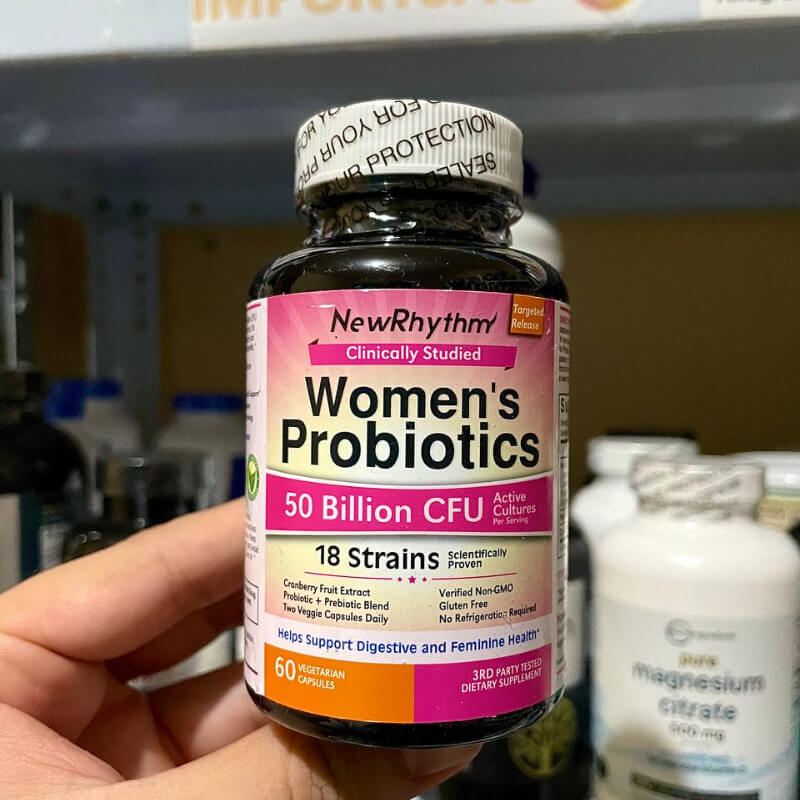 FOR YOUR PROTECTION
SEALED
NewRhythm
Targeted
Release
Clinically Studied
Women's
Probiotics
50 Billion CFU
Active
Cultures
Per Serving
18 Strains
Scientifically
Proven
Cranberry Fruit Extract
Probiotic + Prebiotic Blend
Two Veggie Capsules Daily
Verified Non-GMO
Gluten Free
No Refrigeration Required
Helps Support Digestive and Feminine Health*
60 VEGETARIAN
CAPSULES
3RD PARTY TESTED
DIETARY SUPPLEMENT
pure
magnesium
citrate